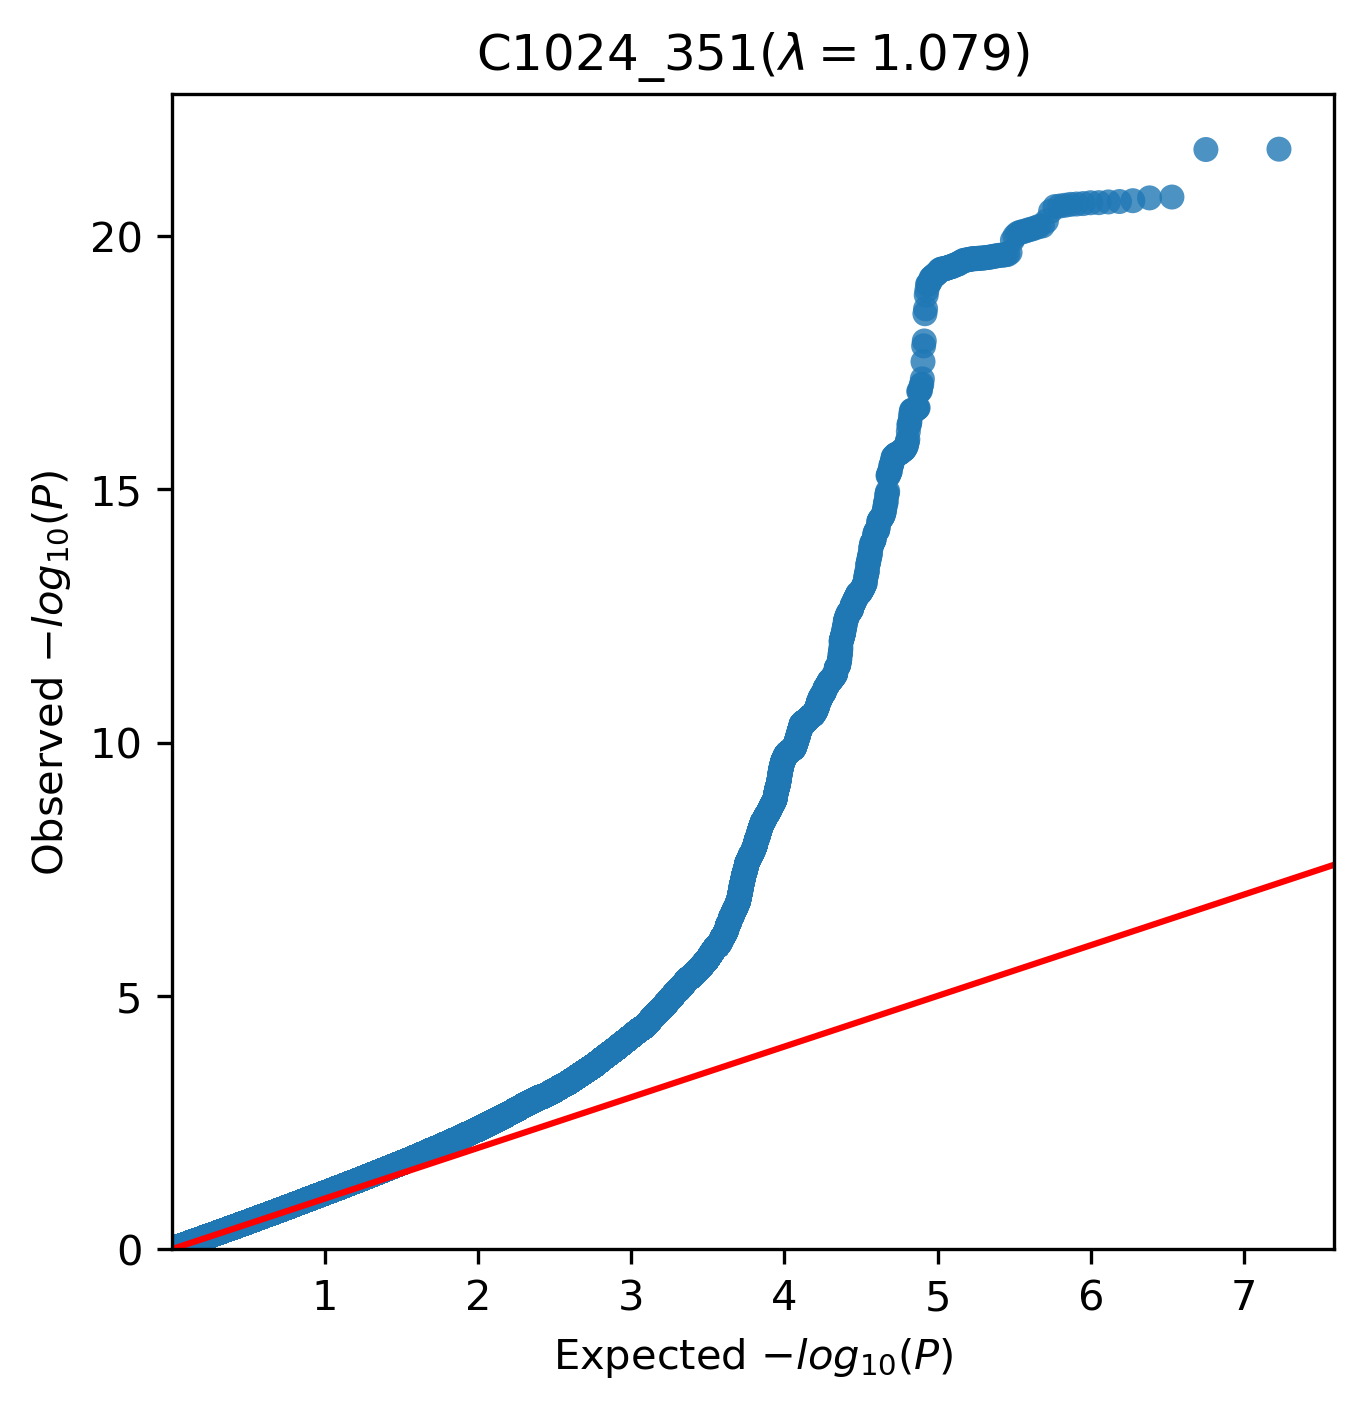 C1024_351(λ = 1.079)
Observed −log₁₀(P)
20
15
10
5
0
1 2 3 4 5 6 7
Expected −log₁₀(P)